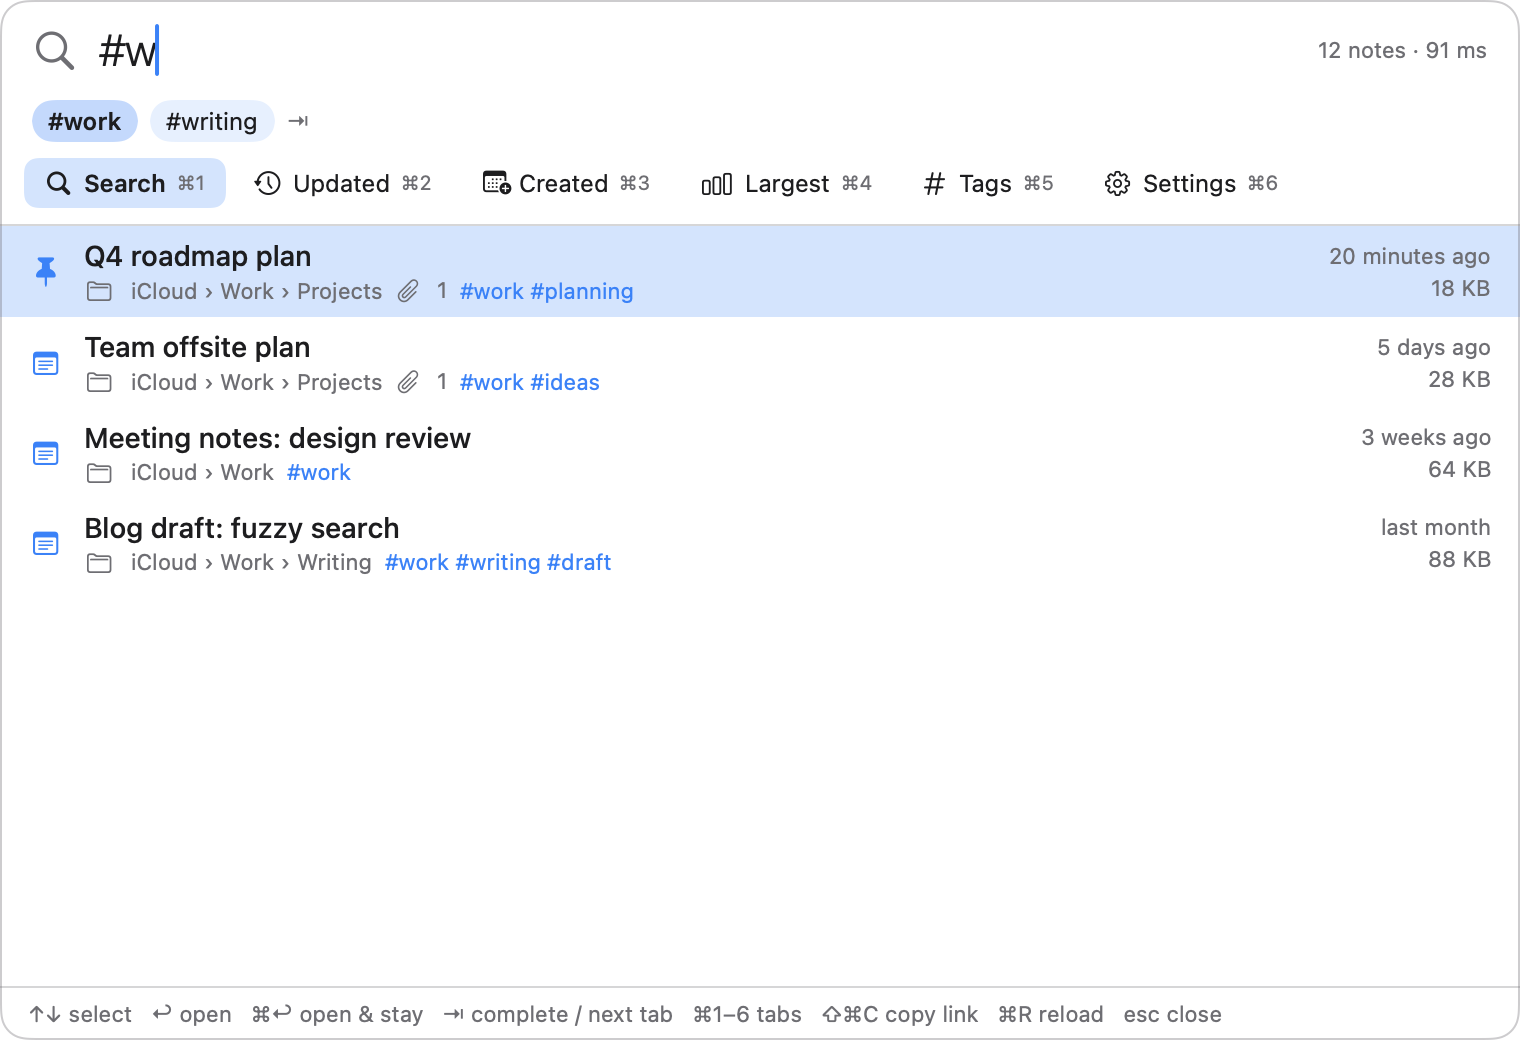 #w
12 notes · 91 ms
#work #writing ⇥
Search ⌘1 Updated ⌘2 Created ⌘3 Largest ⌘4 # Tags ⌘5 Settings ⌘6
Q4 roadmap plan
20 minutes ago
iCloud › Work › Projects 1 #work #planning
18 KB
Team offsite plan
5 days ago
iCloud › Work › Projects 1 #work #ideas
28 KB
Meeting notes: design review
3 weeks ago
iCloud › Work #work
64 KB
Blog draft: fuzzy search
last month
iCloud › Work › Writing #work #writing #draft
88 KB
↑↓ select ↩ open ⌘↩ open & stay ⇥ complete / next tab ⌘1–6 tabs ⇧⌘C copy link ⌘R reload esc close